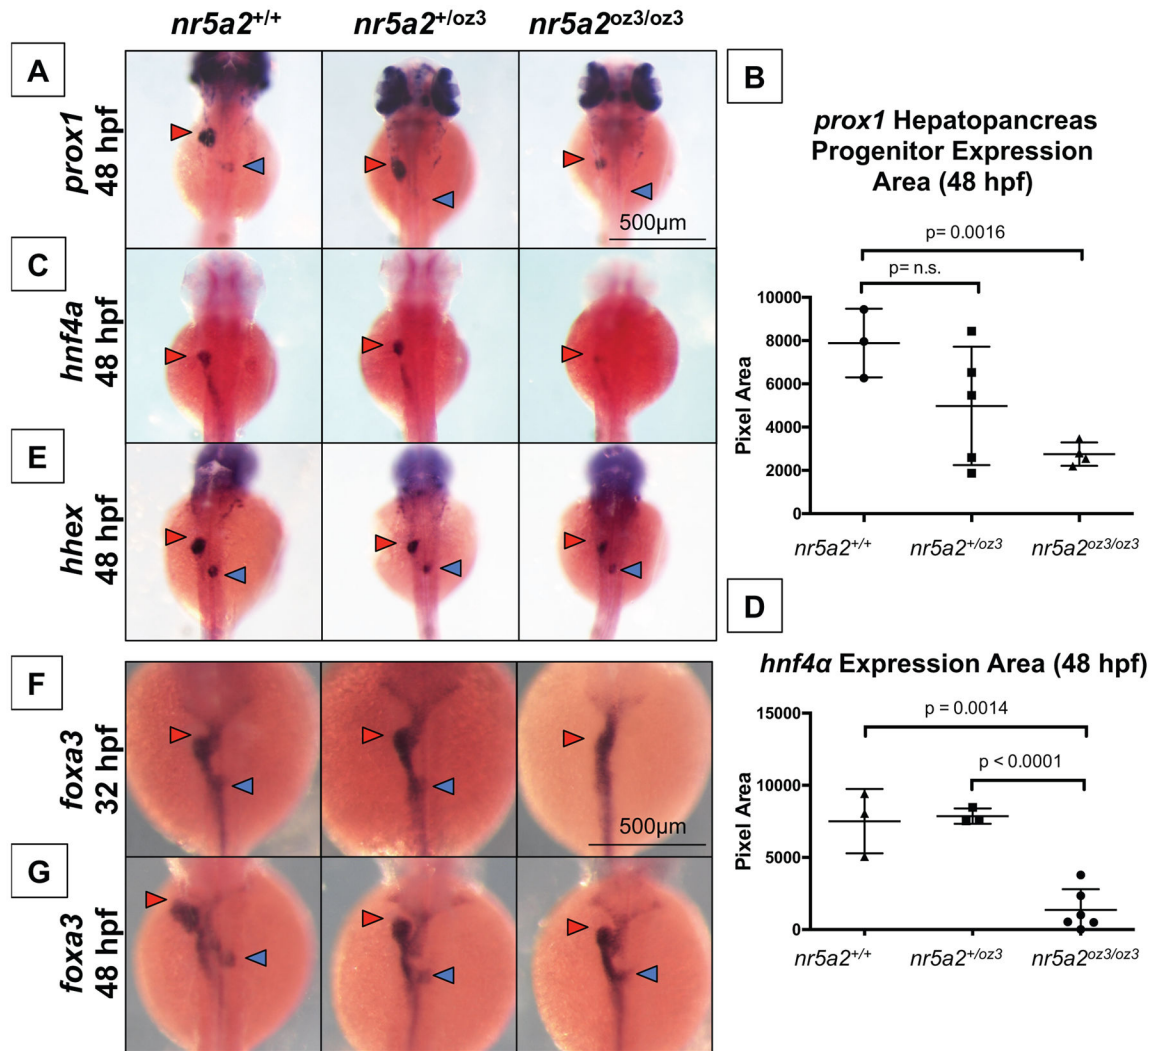 nr5a2+/+ nr5a2+/oz3 nr5a2oz3/oz3
A
prox1
48 hpf
500µm
B
prox1 Hepatopancreas
Progenitor Expression
Area (48 hpf)
p= 0.0016
p= n.s.
10000
8000
6000
4000
2000
0
Pixel Area
nr5a2+/+ nr5a2+/oz3 nr5a2oz3/oz3
C
hnf4a
48 hpf
E
hhex
48 hpf
D
hnf4α Expression Area (48 hpf)
p = 0.0014
p < 0.0001
15000
10000
5000
0
Pixel Area
nr5a2+/+ nr5a2+/oz3 nr5a2oz3/oz3
F
foxa3
32 hpf
500µm
G
foxa3
48 hpf